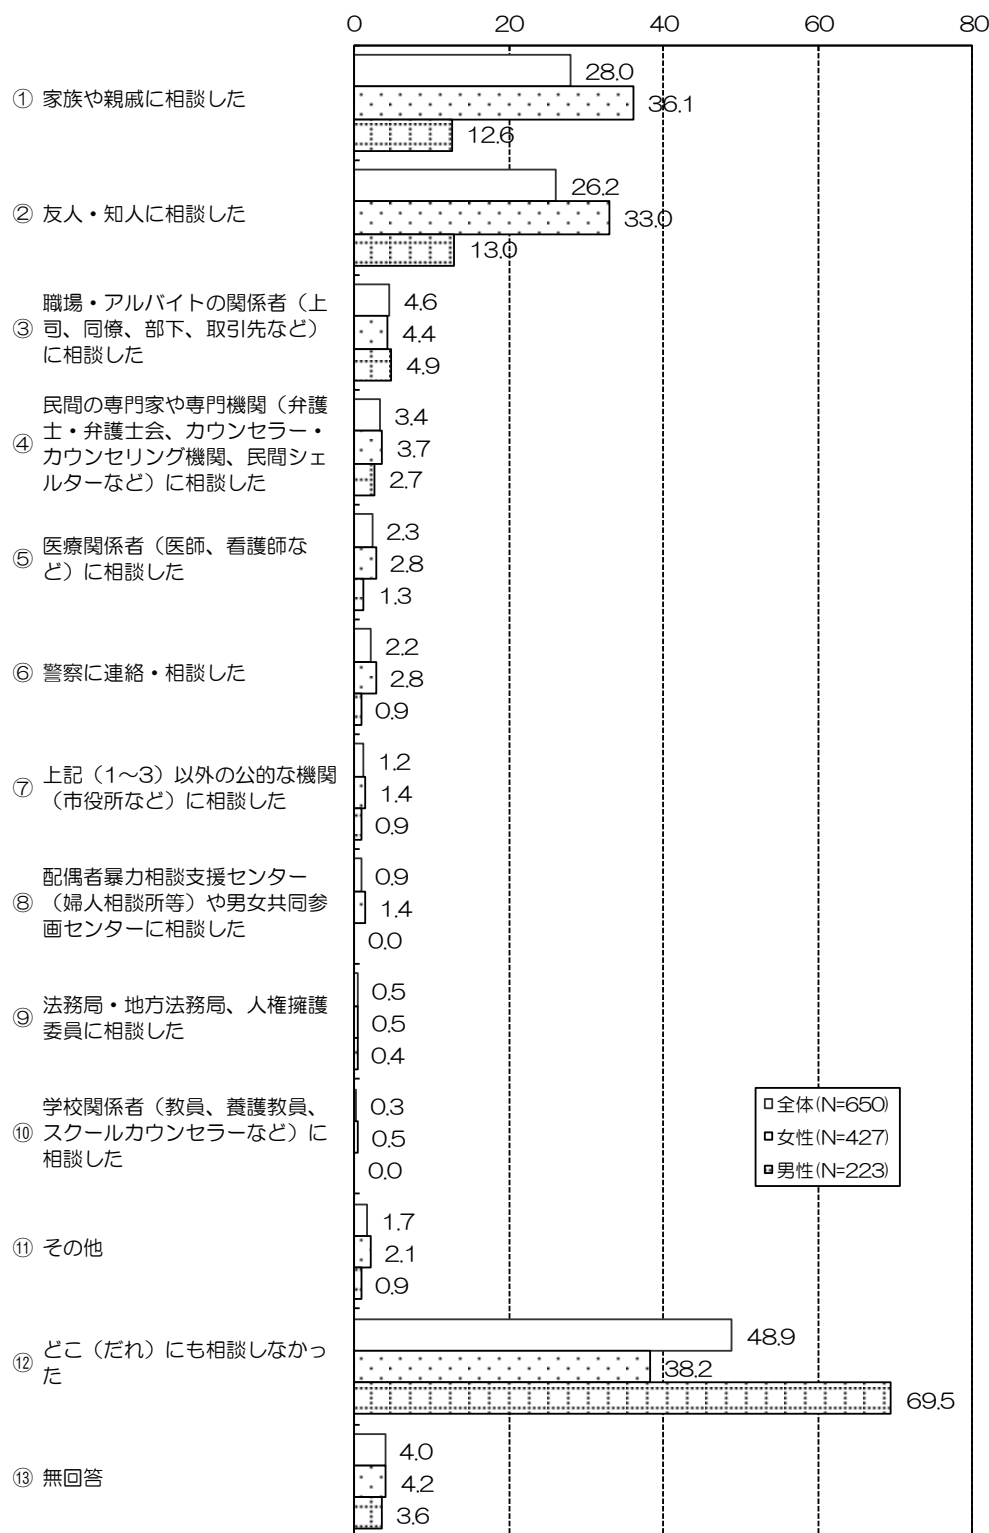 0 20 40 60 80
① 家族や親戚に相談した
28.0
36.1
12.6
② 友人・知人に相談した
26.2
33.0
13.0
③ 職場・アルバイトの関係者（上
司、同僚、部下、取引先など）
に相談した
4.6
4.4
4.9
④ 民間の専門家や専門機関（弁護
士・弁護士会、カウンセラー・
カウンセリング機関、民間シェ
ルターなど）に相談した
3.4
3.7
2.7
⑤ 医療関係者（医師、看護師な
ど）に相談した
2.3
2.8
1.3
⑥ 警察に連絡・相談した
2.2
2.8
0.9
⑦ 上記（1～3）以外の公的な機関
（市役所など）に相談した
1.2
1.4
0.9
⑧ 配偶者暴力相談支援センター
（婦人相談所等）や男女共同参
画センターに相談した
0.9
1.4
0.0
⑨ 法務局・地方法務局、人権擁護
委員に相談した
0.5
0.5
0.4
⑩ 学校関係者（教員、養護教員、
スクールカウンセラーなど）に
相談した
0.3
0.5
0.0
全体(N=650)
女性(N=427)
男性(N=223)
⑪ その他
1.7
2.1
0.9
⑫ どこ（だれ）にも相談しなかっ
た
48.9
38.2
69.5
⑬ 無回答
4.0
4.2
3.6